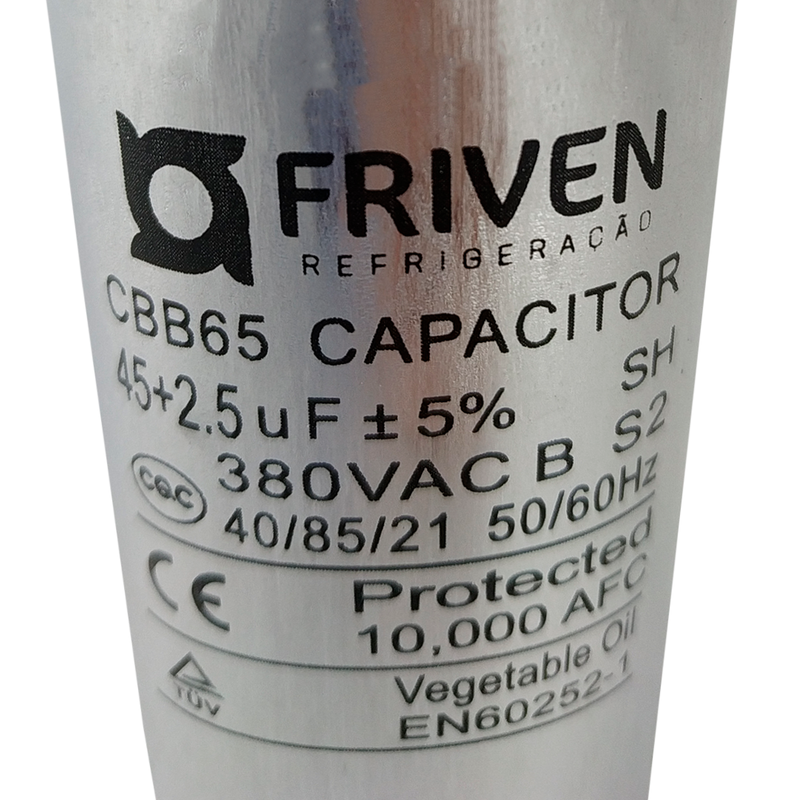 FRIVEN
REFRIGERAÇÃO
CBB65 CAPACITOR
45+2.5uF±5% SH
380VAC B S2
CQC 40/85/21 50/60Hz
CE Protected
10,000 AFC
Vegetable Oil
TÜV EN60252-1